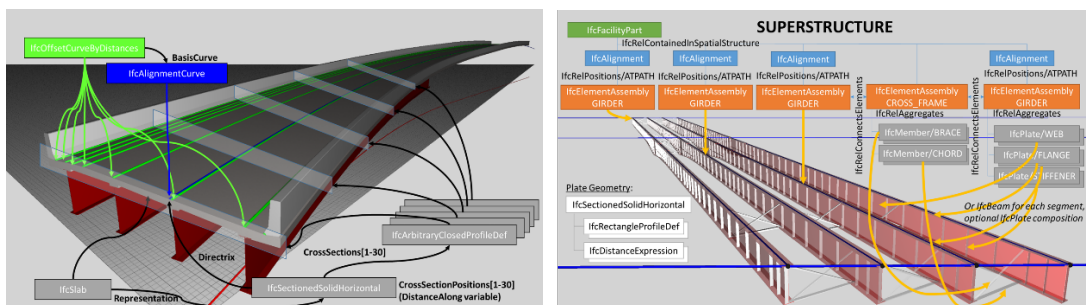 IfcOffsetCurveByDistances
BasisCurve
IfcAlignmentCurve
IfcArbitraryClosedProfileDef
Directrix
CrossSections[1-30]
IfcSlab
IfcSectionedSolidHorizontal
CrossSectionPositions[1-30]
(DistanceAlong variable)
Representation
SUPERSTRUCTURE
IfcFacilityPart
IfcRelContainedInSpatialStructure
IfcAlignment
IfcAlignment
IfcAlignment
IfcAlignment
IfcRelPositions/ATPATH
IfcRelPositions/ATPATH
IfcRelPositions/ATPATH
IfcRelPositions/ATPATH
IfcElementAssembly
GIRDER
IfcElementAssembly
GIRDER
IfcElementAssembly
GIRDER
IfcElementAssembly
CROSS_FRAME
IfcElementAssembly
GIRDER
IfcRelConnectsElements
IfcRelAggregates
IfcRelConnectsElements
IfcRelAggregates
IfcMember/BRACE
IfcMember/CHORD
IfcPlate/WEB
IfcPlate/FLANGE
IfcPlate/STIFFENER
Plate Geometry:
IfcSectionedSolidHorizontal
IfcRectangleProfileDef
IfcDistanceExpression
Or IfcBeam for each segment,
optional IfcPlate composition